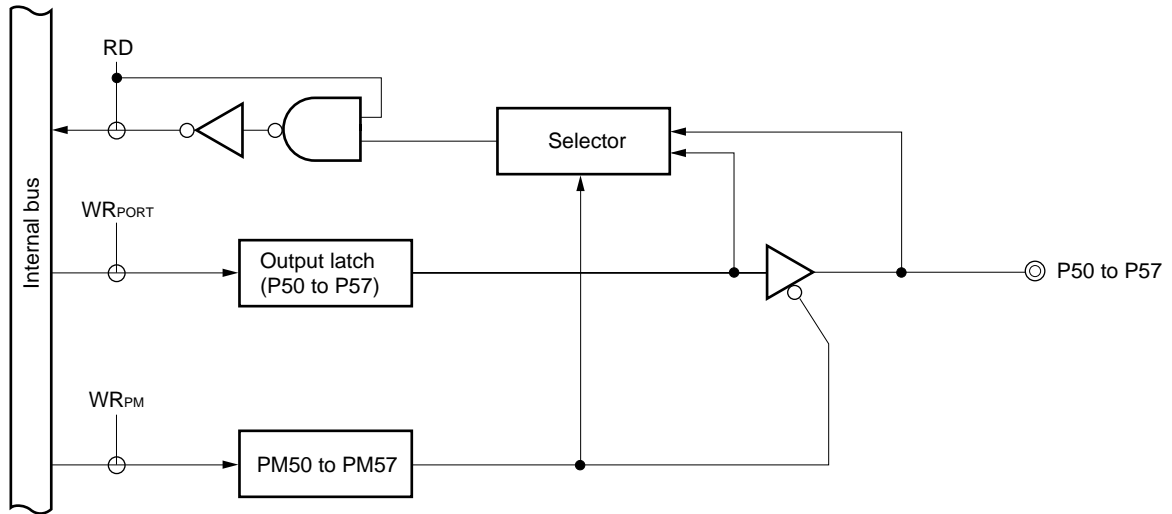 RD
Selector
Internal bus
WRPORT
Output latch
(P50 to P57)
P50 to P57
WRPM
PM50 to PM57